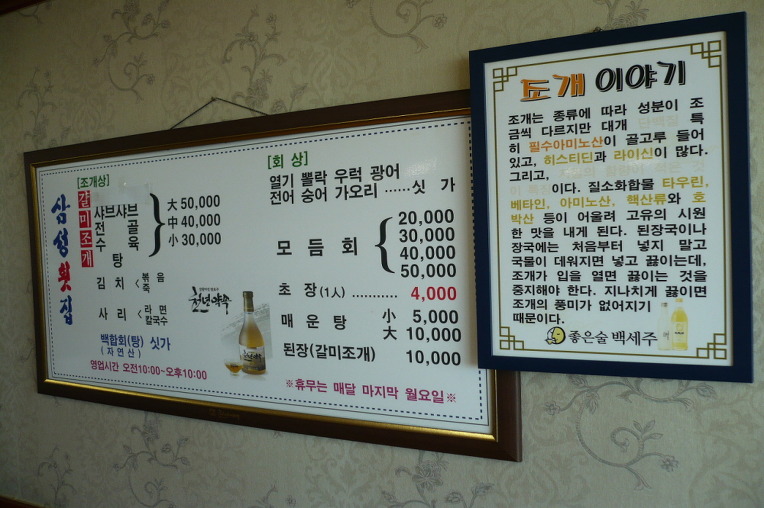 삼성횟집
[조개상]
갈미조개
샤브샤브
전골
수육
탕
大 50,000
中 40,000
小 30,000
김치 < 볶음 죽
사리 < 라면 칼국수
백합회(탕) 싯가
(자연산)
영업시간 오전10:00~오후10:00
천년약속
[회 상]
열기 뽈락 우럭 광어
전어 숭어 가오리 ......싯 가
모듬회
20,000
30,000
40,000
50,000
초 장 (1人) ............ 4,000
매운탕 小 5,000
大 10,000
된장(갈미조개) 10,000
※휴무는 매달 마지막 월요일※
조개 이야기
조개는 종류에 따라 성분이 조
금씩 다르지만 대개 단백질 특
히 필수아미노산이 골고루 들어
있고, 히스티딘과 라이신이 많다.
그리고,
이다. 질소화합물 타우린,
베타인, 아미노산, 핵산류와 호
박산 등이 어울려 고유의 시원
한 맛을 내게 된다. 된장국이나
장국에는 처음부터 넣지 말고
국물이 데워지면 넣고 끓이는데,
조개가 입을 열면 끓이는 것을
중지해야 한다. 지나치게 끓이면
조개의 풍미가 없어지기
때문이다.
좋은술 백세주